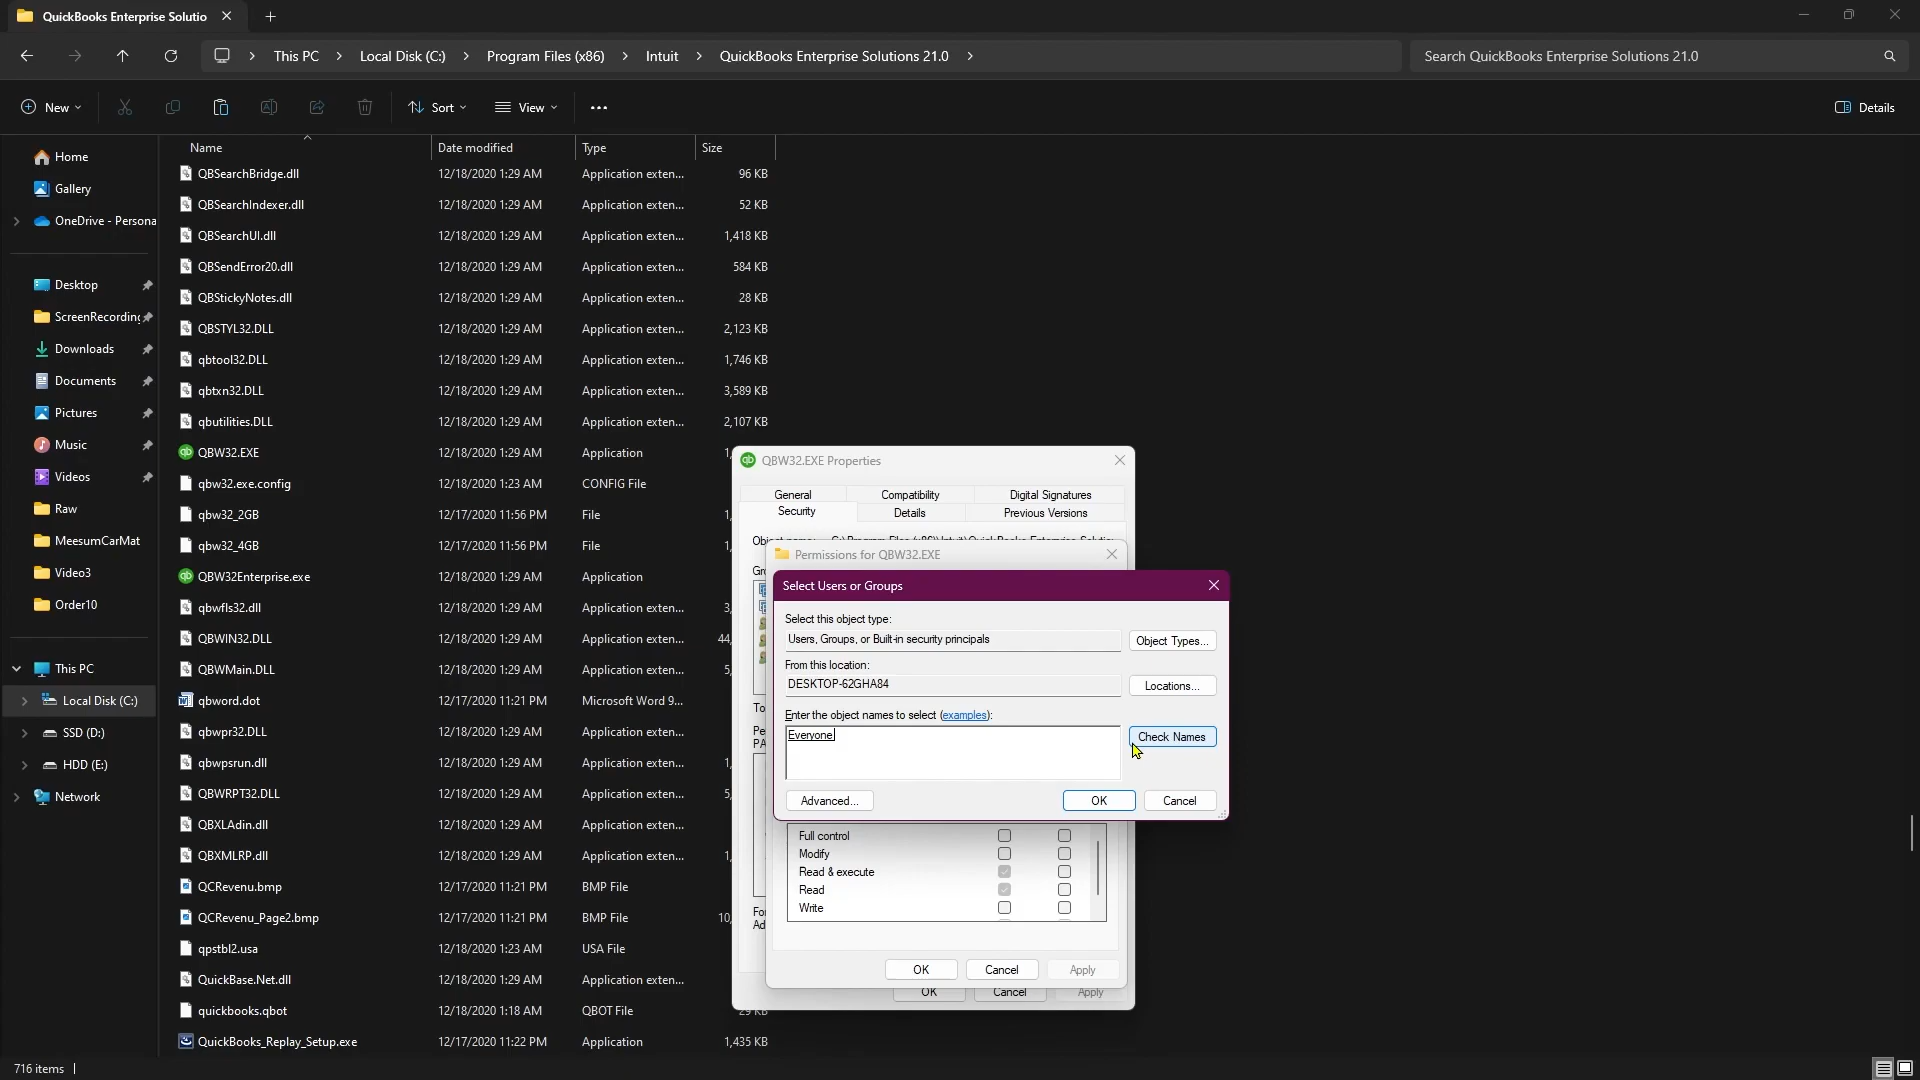 QuickBooks Enterprise Solutio
This PC
Local Disk (C:)
Program Files (x86)
Intuit
QuickBooks Enterprise Solutions 21.0
Search QuickBooks Enterprise Solutions 21.0
New
Sort
View
Details
Name
Date modified
Type
Size
Home
Gallery
OneDrive - Persona
Desktop
ScreenRecording
Downloads
Documents
Pictures
Music
Videos
Raw
MeesumCarMat
Video3
Order10
This PC
Local Disk (C:)
SSD (D:)
HDD (E:)
Network
QBSearchBridge.dll 12/18/2020 1:29 AM Application exten... 96 KB
QBSearchIndexer.dll 12/18/2020 1:29 AM Application exten... 52 KB
QBSearchUI.dll 12/18/2020 1:29 AM Application exten... 1,418 KB
QBSendError20.dll 12/18/2020 1:29 AM Application exten... 584 KB
QBStickyNotes.dll 12/18/2020 1:29 AM Application exten... 28 KB
QBSTYL32.DLL 12/18/2020 1:29 AM Application exten... 2,123 KB
qbtool32.DLL 12/18/2020 1:29 AM Application exten... 1,746 KB
qbtxn32.DLL 12/18/2020 1:29 AM Application exten... 3,589 KB
qbutilities.DLL 12/18/2020 1:29 AM Application exten... 2,107 KB
QBW32.EXE 12/18/2020 1:29 AM Application 1,
qbw32.exe.config 12/18/2020 1:23 AM CONFIG File
qbw32_2GB 12/17/2020 11:56 PM File 1,
qbw32_4GB 12/17/2020 11:56 PM File 1,
QBW32Enterprise.exe 12/18/2020 1:29 AM Application
qbwfls32.dll 12/18/2020 1:29 AM Application exten... 3,
QBWIN32.DLL 12/18/2020 1:29 AM Application exten... 44,
QBWMain.DLL 12/18/2020 1:29 AM Application exten... 5,
qbword.dot 12/17/2020 11:21 PM Microsoft Word 9...
qbwpr32.DLL 12/18/2020 1:29 AM Application exten...
qbwpsrun.dll 12/18/2020 1:29 AM Application exten... 1,
QBWRPT32.DLL 12/18/2020 1:29 AM Application exten... 5,
QBXLAdin.dll 12/18/2020 1:29 AM Application exten...
QBXMLRP.dll 12/18/2020 1:29 AM Application exten... 1,
QCRevenu.bmp 12/17/2020 11:21 PM BMP File
QCRevenu_Page2.bmp 12/17/2020 11:21 PM BMP File 10,
qpstbl2.usa 12/18/2020 1:23 AM USA File
QuickBase.Net.dll 12/18/2020 1:29 AM Application exten...
quickbooks.qbot 12/18/2020 1:18 AM QBOT File 29 KB
QuickBooks_Replay_Setup.exe 12/17/2020 11:22 PM Application 1,435 KB
716 items
QBW32.EXE Properties
General
Compatibility
Digital Signatures
Security
Details
Previous Versions
Permissions for QBW32.EXE
Select Users or Groups
Select this object type:
Users, Groups, or Built-in security principals
Object Types...
From this location:
DESKTOP-62GHA84
Locations...
Enter the object names to select (examples):
Everyone
Check Names
Advanced...
OK
Cancel
Full control
Modify
Read & execute
Read
Write
OK
Cancel
Apply
OK
Cancel
Apply